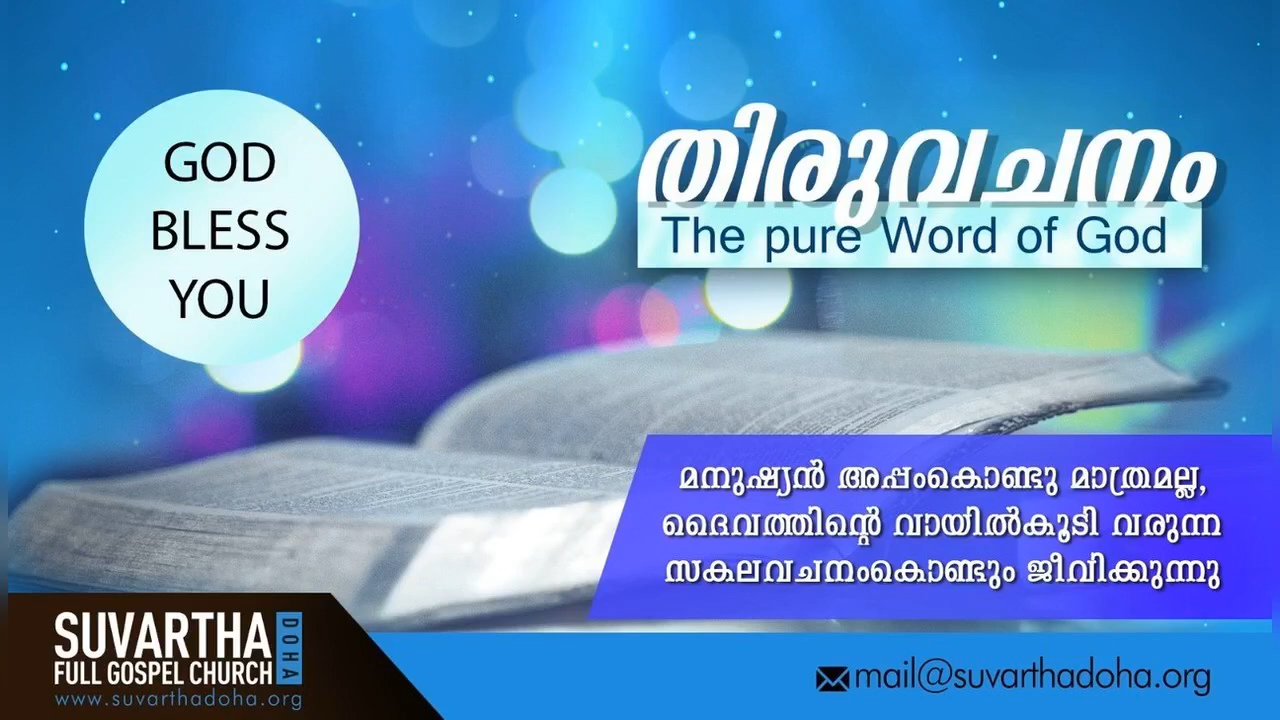 GOD
BLESS
YOU
തിരുവചനം
The pure Word of God
മനുഷ്യൻ അപ്പംകൊണ്ടു മാത്രമല്ല,
ദൈവത്തിന്റെ വായിൽകൂടി വരുന്ന
സകലവചനംകൊണ്ടും ജീവിക്കുന്നു
SUVARTHA DOHA
FULL GOSPEL CHURCH
www.suvarthadoha.org
mail@suvarthadoha.org